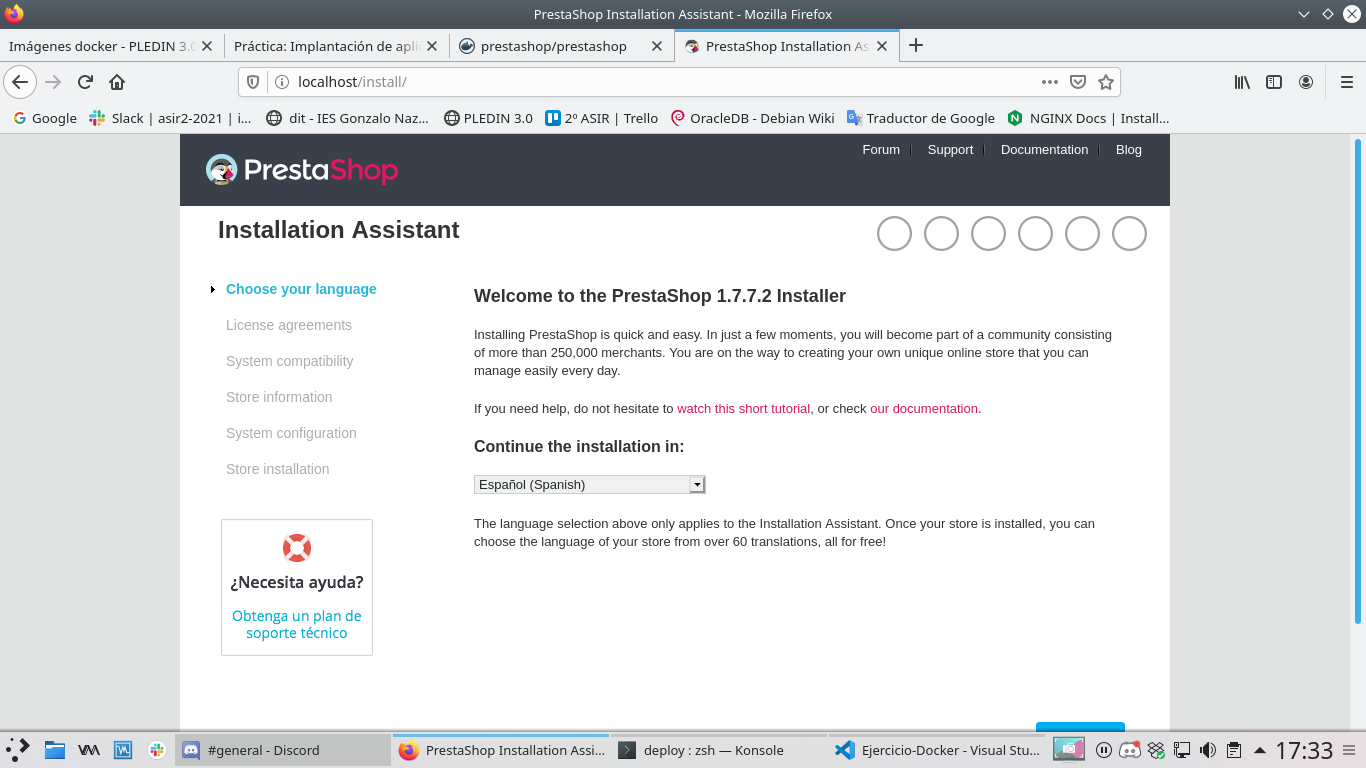 PrestaShop Installation Assistant - Mozilla Firefox
Imágenes docker - PLEDIN 3.0
Práctica: Implantación de apli
prestashop/prestashop
PrestaShop Installation As
localhost/install/
Google
Slack | asir2-2021 | i...
dit - IES Gonzalo Naz...
PLEDIN 3.0
2º ASIR | Trello
OracleDB - Debian Wiki
Traductor de Google
NGINX Docs | Install...
Forum
Support
Documentation
Blog
PrestaShop
Installation Assistant
Choose your language
License agreements
System compatibility
Store information
System configuration
Store installation
¿Necesita ayuda?
Obtenga un plan de
soporte técnico
Welcome to the PrestaShop 1.7.7.2 Installer
Installing PrestaShop is quick and easy. In just a few moments, you will become part of a community consisting
of more than 250,000 merchants. You are on the way to creating your own unique online store that you can
manage easily every day.
If you need help, do not hesitate to watch this short tutorial, or check our documentation.
Continue the installation in:
Español (Spanish)
The language selection above only applies to the Installation Assistant. Once your store is installed, you can
choose the language of your store from over 60 translations, all for free!
#general - Discord
PrestaShop Installation Assi...
deploy : zsh — Konsole
Ejercicio-Docker - Visual Stu...
17:33